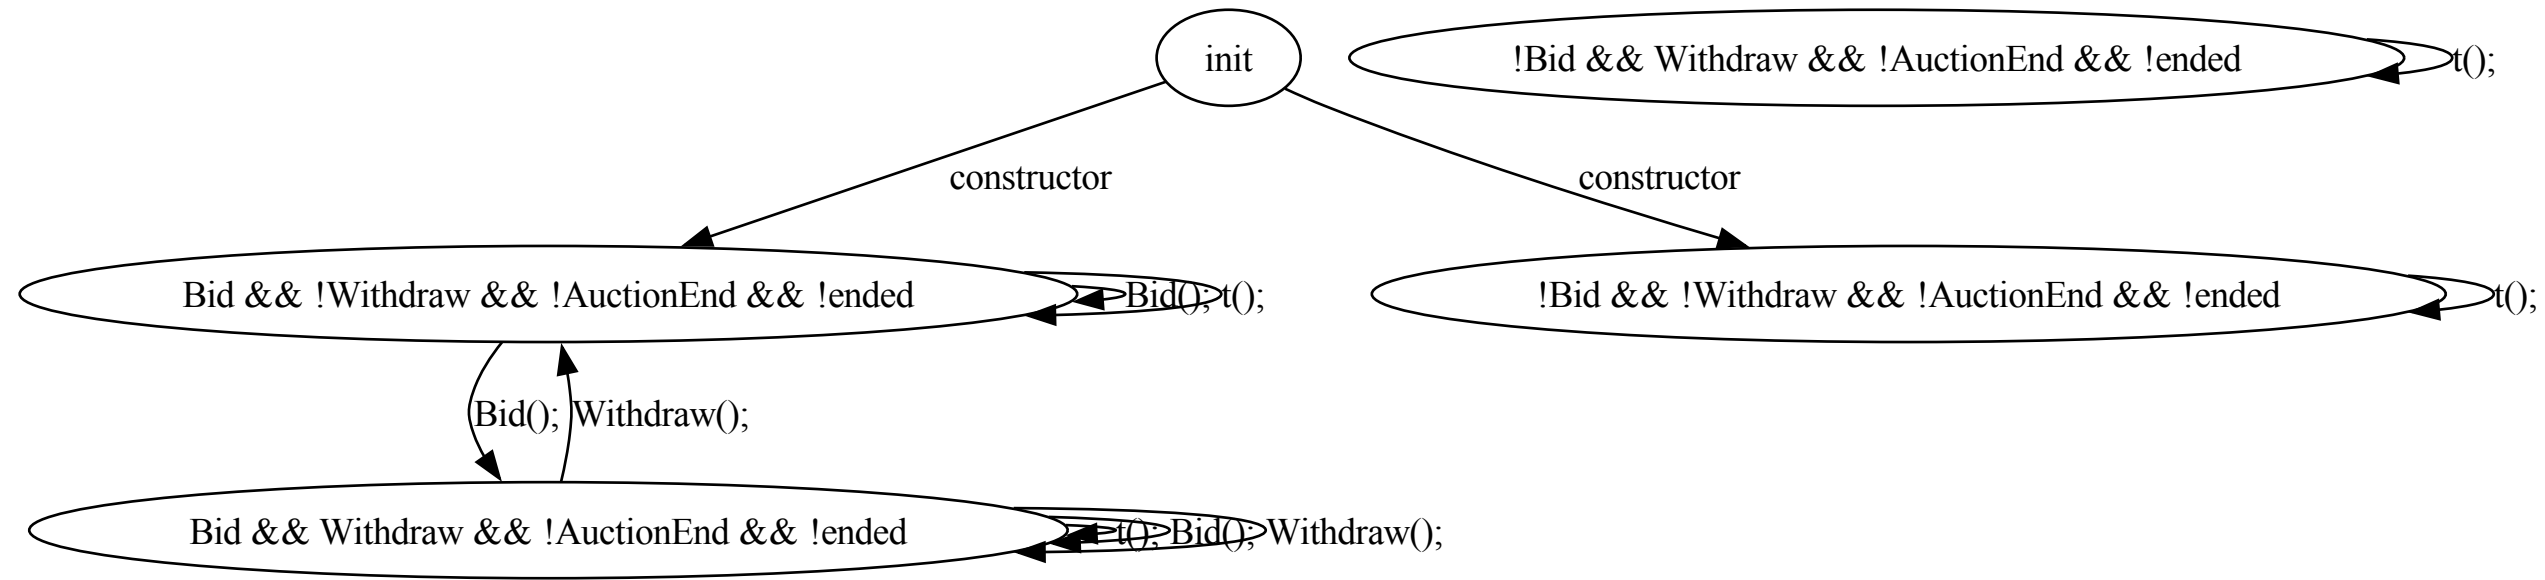 init
!Bid && Withdraw && !AuctionEnd && !ended
t();
constructor
constructor
Bid && !Withdraw && !AuctionEnd && !ended
Bid();
t();
!Bid && !Withdraw && !AuctionEnd && !ended
t();
Bid();
Withdraw();
Bid && Withdraw && !AuctionEnd && !ended
t();
Bid();
Withdraw();